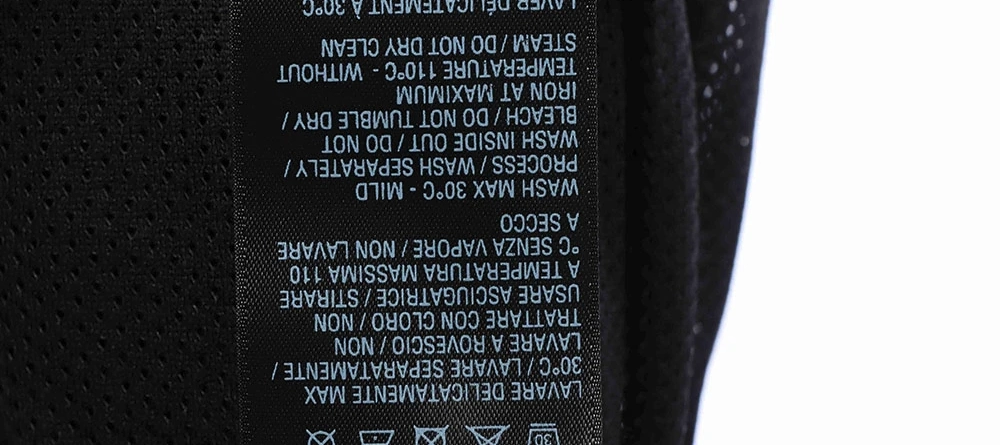 30
LAVARE DELICATAMENTE MAX
30°C / LAVARE SEPARATAMENTE /
LAVARE A ROVESCIO / NON
TRATTARE CON CLORO / NON
USARE ASCIUGATRICE / STIRARE
A TEMPERATURA MASSIMA 110
°C SENZA VAPORE / NON LAVARE
A SECCO
WASH MAX 30°C - MILD
PROCESS / WASH SEPARATELY /
WASH INSIDE OUT / DO NOT
BLEACH / DO NOT TUMBLE DRY /
IRON AT MAXIMUM
TEMPERATURE 110°C - WITHOUT
STEAM / DO NOT DRY CLEAN
LAVER DÉLICATEMENT À 30°C